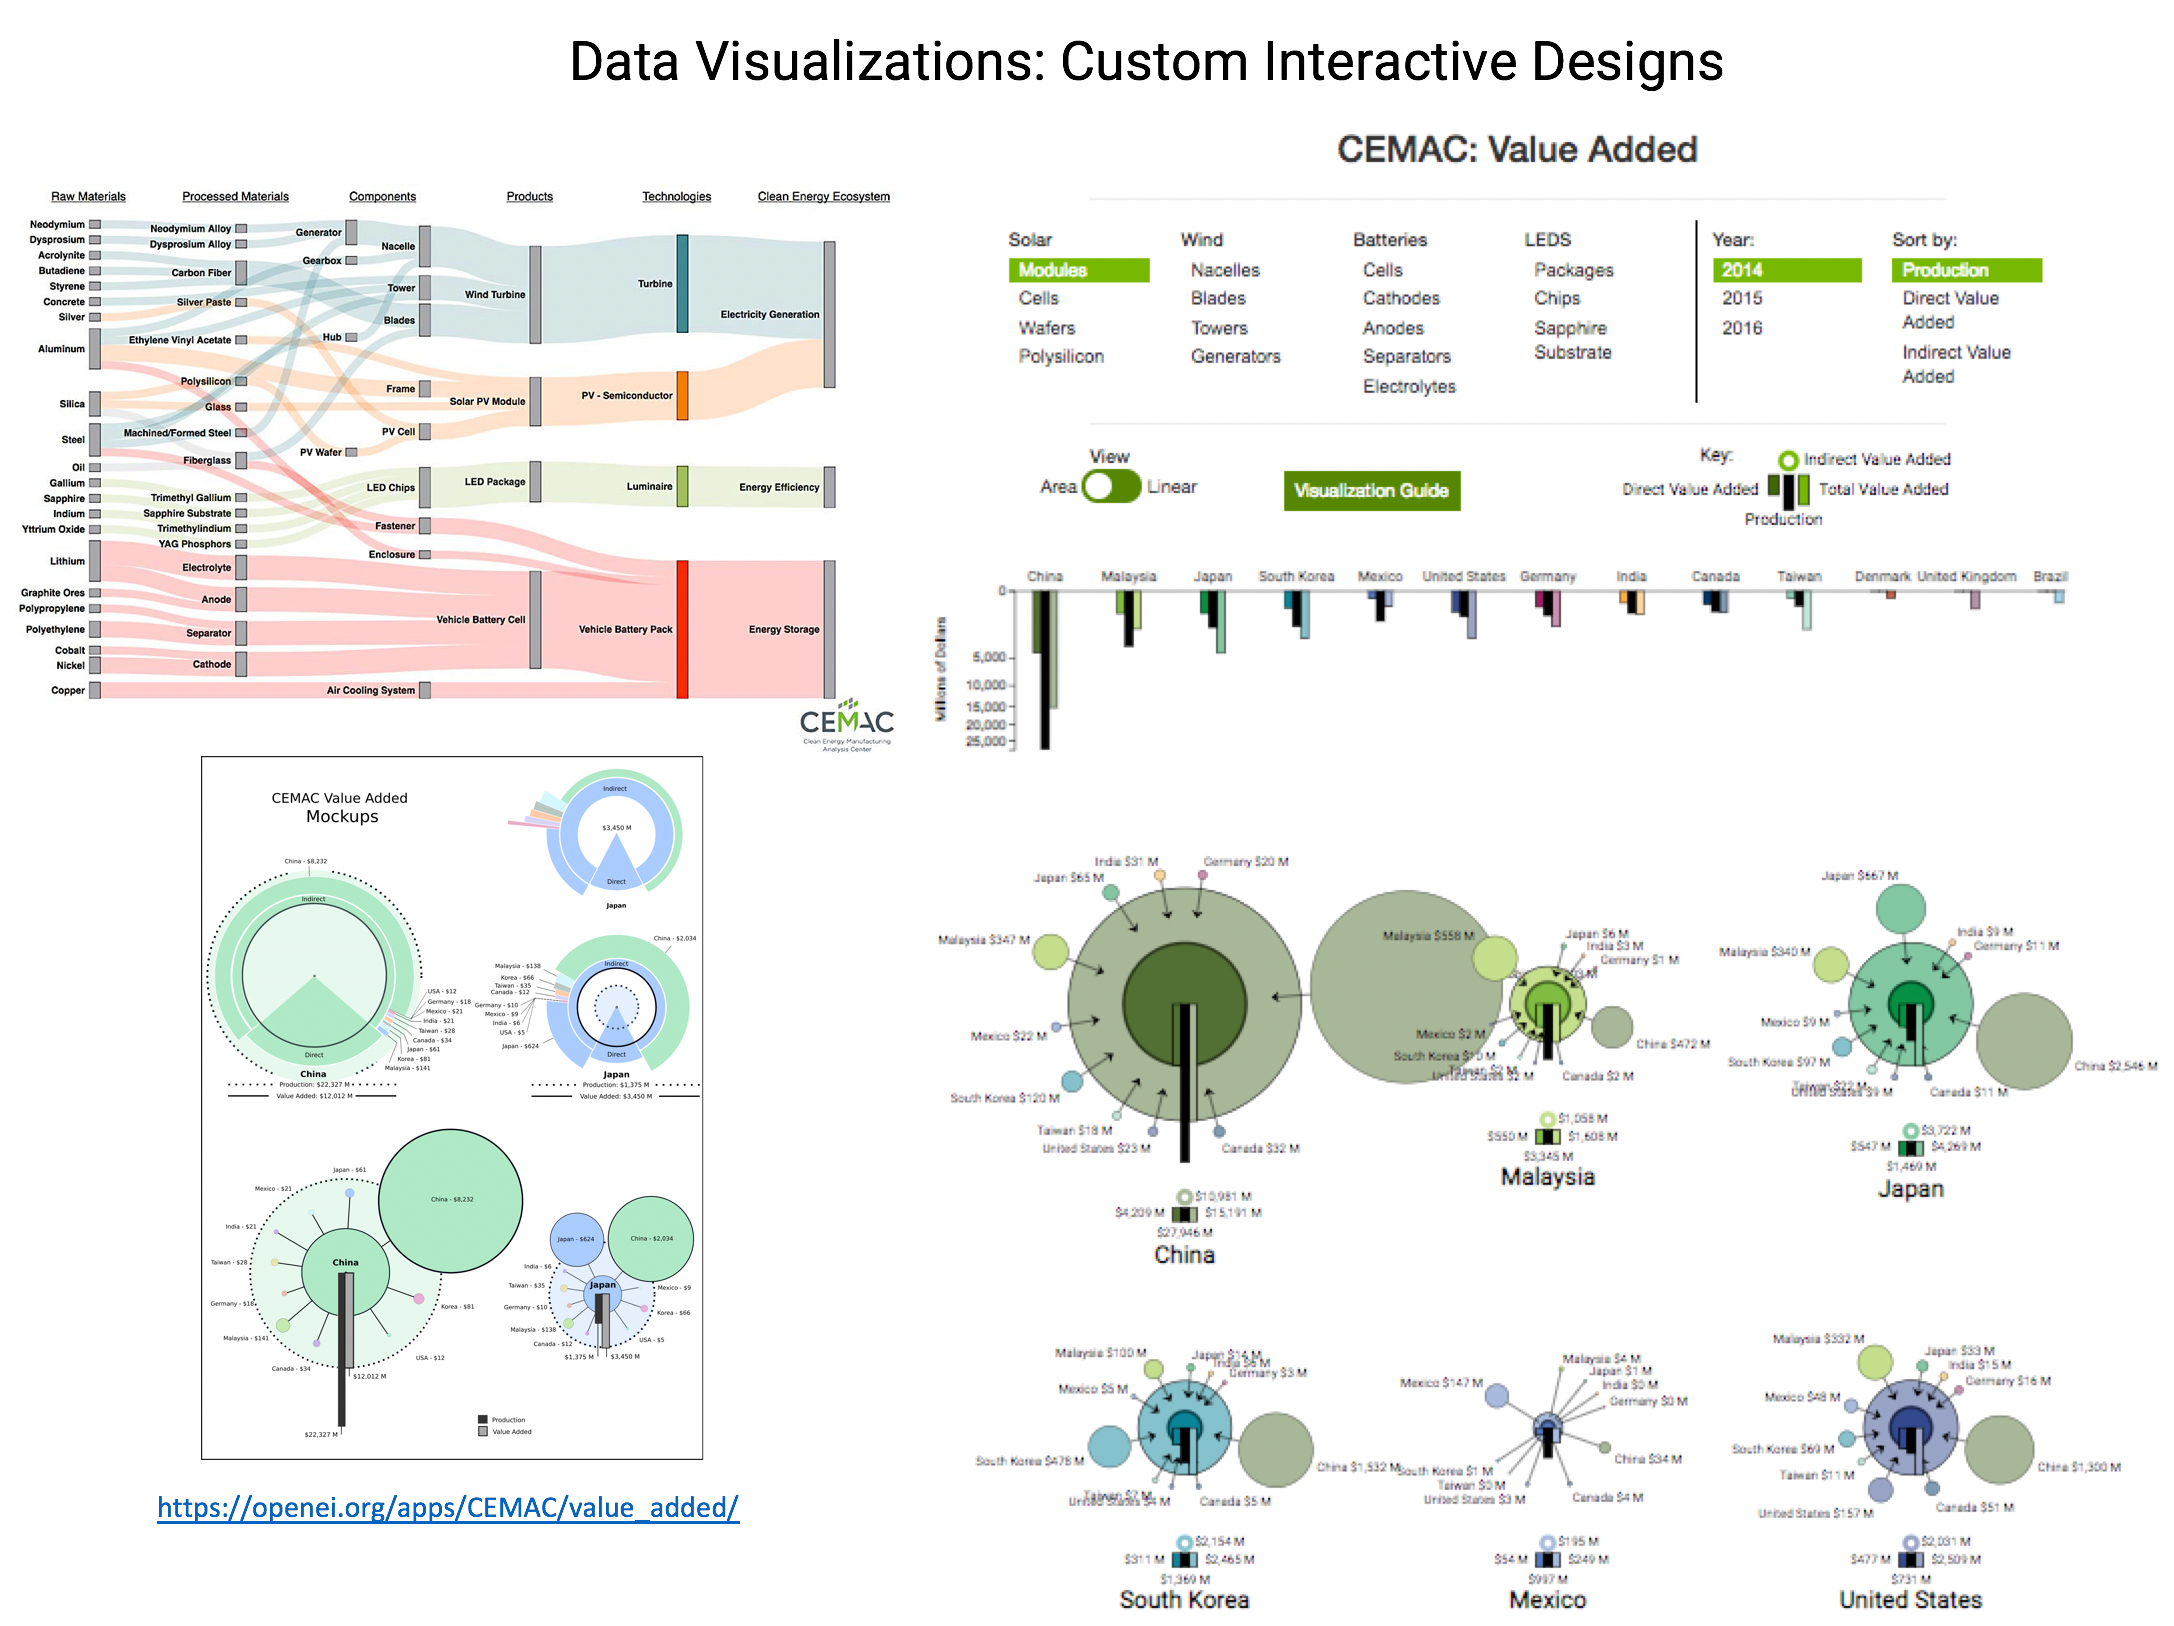 Data Visualizations: Custom Interactive Designs
Raw Materials
Processed Materials
Components
Products
Technologies
Clean Energy Ecosystem
Neodymium
Dysprosium
Acrolynite
Butadiene
Styrene
Concrete
Silver
Aluminum
Silica
Steel
Oil
Gallium
Sapphire
Indium
Yttrium Oxide
Lithium
Graphite Ores
Polypropylene
Polyethylene
Cobalt
Nickel
Copper
Neodymium Alloy
Dysprosium Alloy
Carbon Fiber
Silver Paste
Ethylene Vinyl Acetate
Polysilicon
Glass
Machined/Formed Steel
Fiberglass
Trimethyl Gallium
Sapphire Substrate
Trimethylindium
YAG Phosphors
Electrolyte
Anode
Separator
Cathode
Generator
Gearbox
Hub
PV Wafer
Nacelle
Tower
Blades
Frame
PV Cell
LED Chips
Fastener
Enclosure
Air Cooling System
Wind Turbine
Solar PV Module
LED Package
Vehicle Battery Cell
Turbine
PV - Semiconductor
Luminaire
Vehicle Battery Pack
Electricity Generation
Energy Efficiency
Energy Storage
CEMAC
Clean Energy Manufacturing
Analysis Center
CEMAC: Value Added
Solar
Modules
Cells
Wafers
Polysilicon
Wind
Nacelles
Blades
Towers
Generators
Batteries
Cells
Cathodes
Anodes
Separators
Electrolytes
LEDS
Packages
Chips
Sapphire
Substrate
Year:
2014
2015
2016
Sort by:
Production
Direct Value
Added
Indirect Value
Added
View
Area
Linear
Visualization Guide
Key:
Indirect Value Added
Direct Value Added
Total Value Added
Production
China
Malaysia
Japan
South Korea
Mexico
United States
Germany
India
Canada
Taiwan
Denmark
United Kingdom
Brazil
Millions of Dollars
0
5,000
10,000
15,000
20,000
25,000
CEMAC Value Added
Mockups
Indirect
$3,450 M
Direct
Japan
China - $8,232
Indirect
Direct
USA - $12
Germany - $18
Mexico - $21
India - $21
Taiwan - $28
Canada - $34
Japan - $61
Korea - $81
Malaysia - $141
China
Production: $22,327 M
Value Added: $12,012 M
China - $2,034
Indirect
Malaysia - $138
Korea - $66
Taiwan - $35
Canada - $12
Germany - $10
Mexico - $9
India - $6
USA - $5
Japan - $624
Direct
Japan
Production: $1,375 M
Value Added: $3,450 M
Japan - $61
Mexico - $21
India - $21
Taiwan - $28
Germany - $18
Malaysia - $141
Canada - $34
China
China - $8,232
Korea - $81
USA - $12
$12,012 M
$22,327 M
Japan - $624
China - $2,034
India - $6
Taiwan - $35
Germany - $10
Malaysia - $138
Canada - $12
Japan
Mexico - $9
Korea - $66
USA - $5
$1,375 M
$3,450 M
Production
Value Added
https://openei.org/apps/CEMAC/value_added/
India $31 M
Germany $20 M
Japan $65 M
Malaysia $347 M
Mexico $22 M
South Korea $120 M
Taiwan $18 M
United States $23 M
Canada $32 M
$10,981 M
$4,209 M
$15,191 M
$27,946 M
China
Malaysia $558 M
Japan $6 M
India $3 M
Germany $1 M
Mexico $2 M
South Korea $10 M
Taiwan $2 M
United States $2 M
Canada $2 M
China $472 M
$1,058 M
$550 M
$1,608 M
$3,345 M
Malaysia
Japan $667 M
India $9 M
Germany $11 M
Malaysia $340 M
Mexico $9 M
South Korea $97 M
United States $9 M
Canada $11 M
China $2,546 M
$3,722 M
$547 M
$4,269 M
$1,469 M
Japan
Malaysia $100 M
Japan $14 M
India $6 M
Germany $3 M
Mexico $5 M
South Korea $478 M
Taiwan $7 M
United States $4 M
Canada $5 M
China $1,532 M
$2,154 M
$311 M
$2,465 M
$1,369 M
South Korea
Malaysia $4 M
Japan $1 M
India $0 M
Germany $0 M
Mexico $147 M
China $34 M
South Korea $1 M
Taiwan $0 M
United States $3 M
Canada $4 M
$195 M
$54 M
$249 M
$997 M
Mexico
Malaysia $332 M
Japan $33 M
India $15 M
Germany $16 M
Mexico $48 M
South Korea $69 M
Taiwan $11 M
United States $157 M
Canada $51 M
China $1,300 M
$2,031 M
$477 M
$2,509 M
$731 M
United States